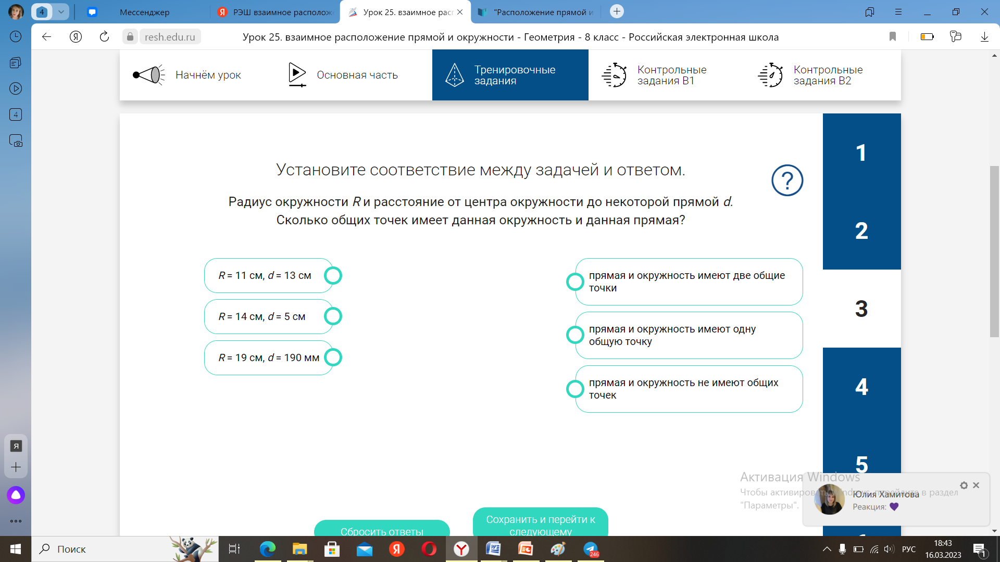 4
Мессенджер
РЭШ взаимное располож
Урок 25. взаимное рас
"Расположение прямой и
resh.edu.ru
Урок 25. взаимное расположение прямой и окружности - Геометрия - 8 класс - Российская электронная школа
4
Начнём урок
Основная часть
Тренировочные
задания
Контрольные
задания В1
Контрольные
задания В2
Установите соответствие между задачей и ответом.
?
Радиус окружности R и расстояние от центра окружности до некоторой прямой d.
Сколько общих точек имеет данная окружность и данная прямая?
R = 11 см, d = 13 см
R = 14 см, d = 5 см
R = 19 см, d = 190 мм
прямая и окружность имеют две общие
точки
прямая и окружность имеют одну
общую точку
прямая и окружность не имеют общих
точек
1
2
3
4
5
Активация Windows
Чтобы активировать Windows, перейдите в раздел
"Параметры".
Юлия Хамитова
Реакция:
Сбросить ответы
Сохранить и перейти к
следующему
Поиск
246
РУС
18:43
16.03.2023
1